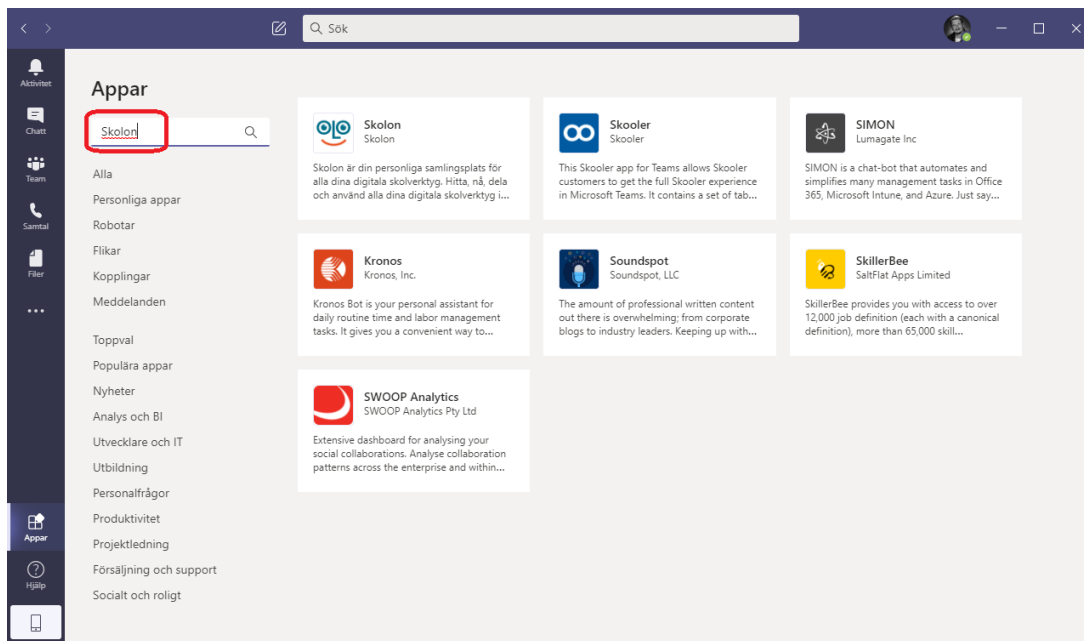 Sök
Aktivitet
Chatt
Team
Samtal
Filer
Appar
Hjälp
Appar
Skolon
Alla
Personliga appar
Robotar
Flikar
Kopplingar
Meddelanden
Toppval
Populära appar
Nyheter
Analys och BI
Utvecklare och IT
Utbildning
Personalfrågor
Produktivitet
Projektledning
Försäljning och support
Socialt och roligt
Skolon
Skolon
Skolon är din personliga samlingsplats för
alla dina digitala skolverktyg. Hitta, nå, dela
och använd alla dina digitala skolverktyg i...
Skooler
Skooler
This Skooler app for Teams allows Skooler
customers to get the full Skooler experience
in Microsoft Teams. It contains a set of tab...
SIMON
Lumagate Inc
SIMON is a chat-bot that automates and
simplifies many management tasks in Office
365, Microsoft Intune, and Azure. Just say...
Kronos
Kronos, Inc.
Kronos Bot is your personal assistant for
daily routine time and labor management
tasks. It gives you a convenient way to...
Soundspot
Soundspot, LLC
The amount of professional written content
out there is overwhelming; from corporate
blogs to industry leaders. Keeping up with...
SkillerBee
SaltFlat Apps Limited
SkillerBee provides you with access to over
12,000 job definition (each with a canonical
definition), more than 65,000 skill...
SWOOP Analytics
SWOOP Analytics Pty Ltd
Extensive dashboard for analysing your
social collaborations. Analyse collaboration
patterns across the enterprise and within...